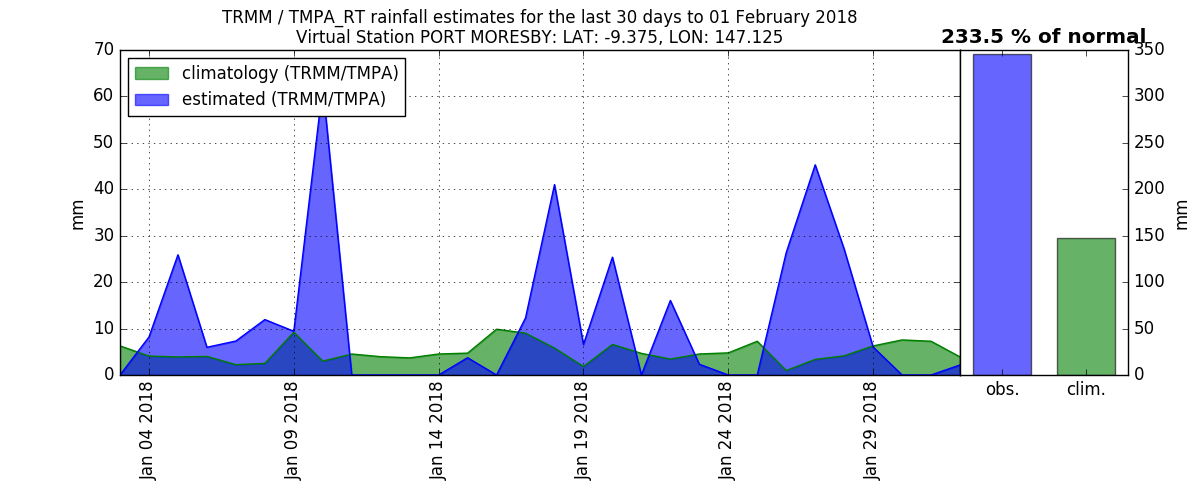 TRMM / TMPA_RT rainfall estimates for the last 30 days to 01 February 2018
Virtual Station PORT MORESBY: LAT: -9.375, LON: 147.125
233.5 % of normal
climatology (TRMM/TMPA)
estimated (TRMM/TMPA)
70
60
50
40
30
20
10
0
mm
Jan 04 2018
Jan 09 2018
Jan 14 2018
Jan 19 2018
Jan 24 2018
Jan 29 2018
obs.
clim.
350
300
250
200
150
100
50
0
mm